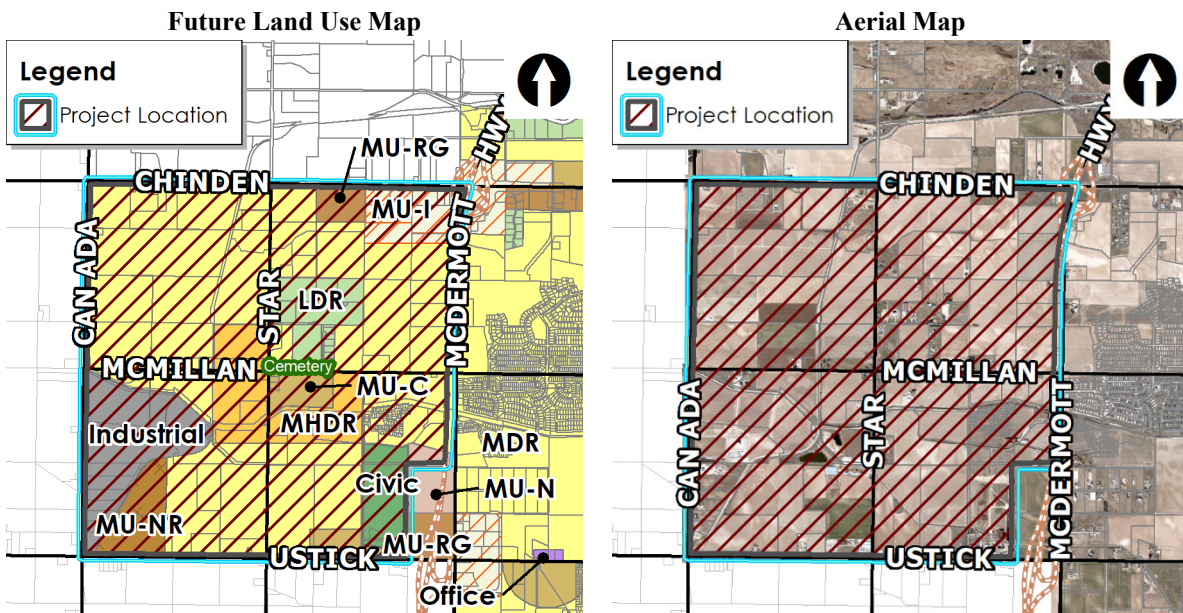 Future Land Use Map
Legend
Project Location
HWY
MU-RG
CHINDEN
MU-I
CAN ADA
STAR
MCDERMOTT
LDR
Cemetery
MCMILLAN
MU-C
Industrial
MHDR
MDR
Civic
MU-N
MU-NR
MU-RG
USTICK
Office
Aerial Map
Legend
Project Location
HWY
CHINDEN
MCMILLAN
CAN ADA
STAR
MCDERMOTT
USTICK